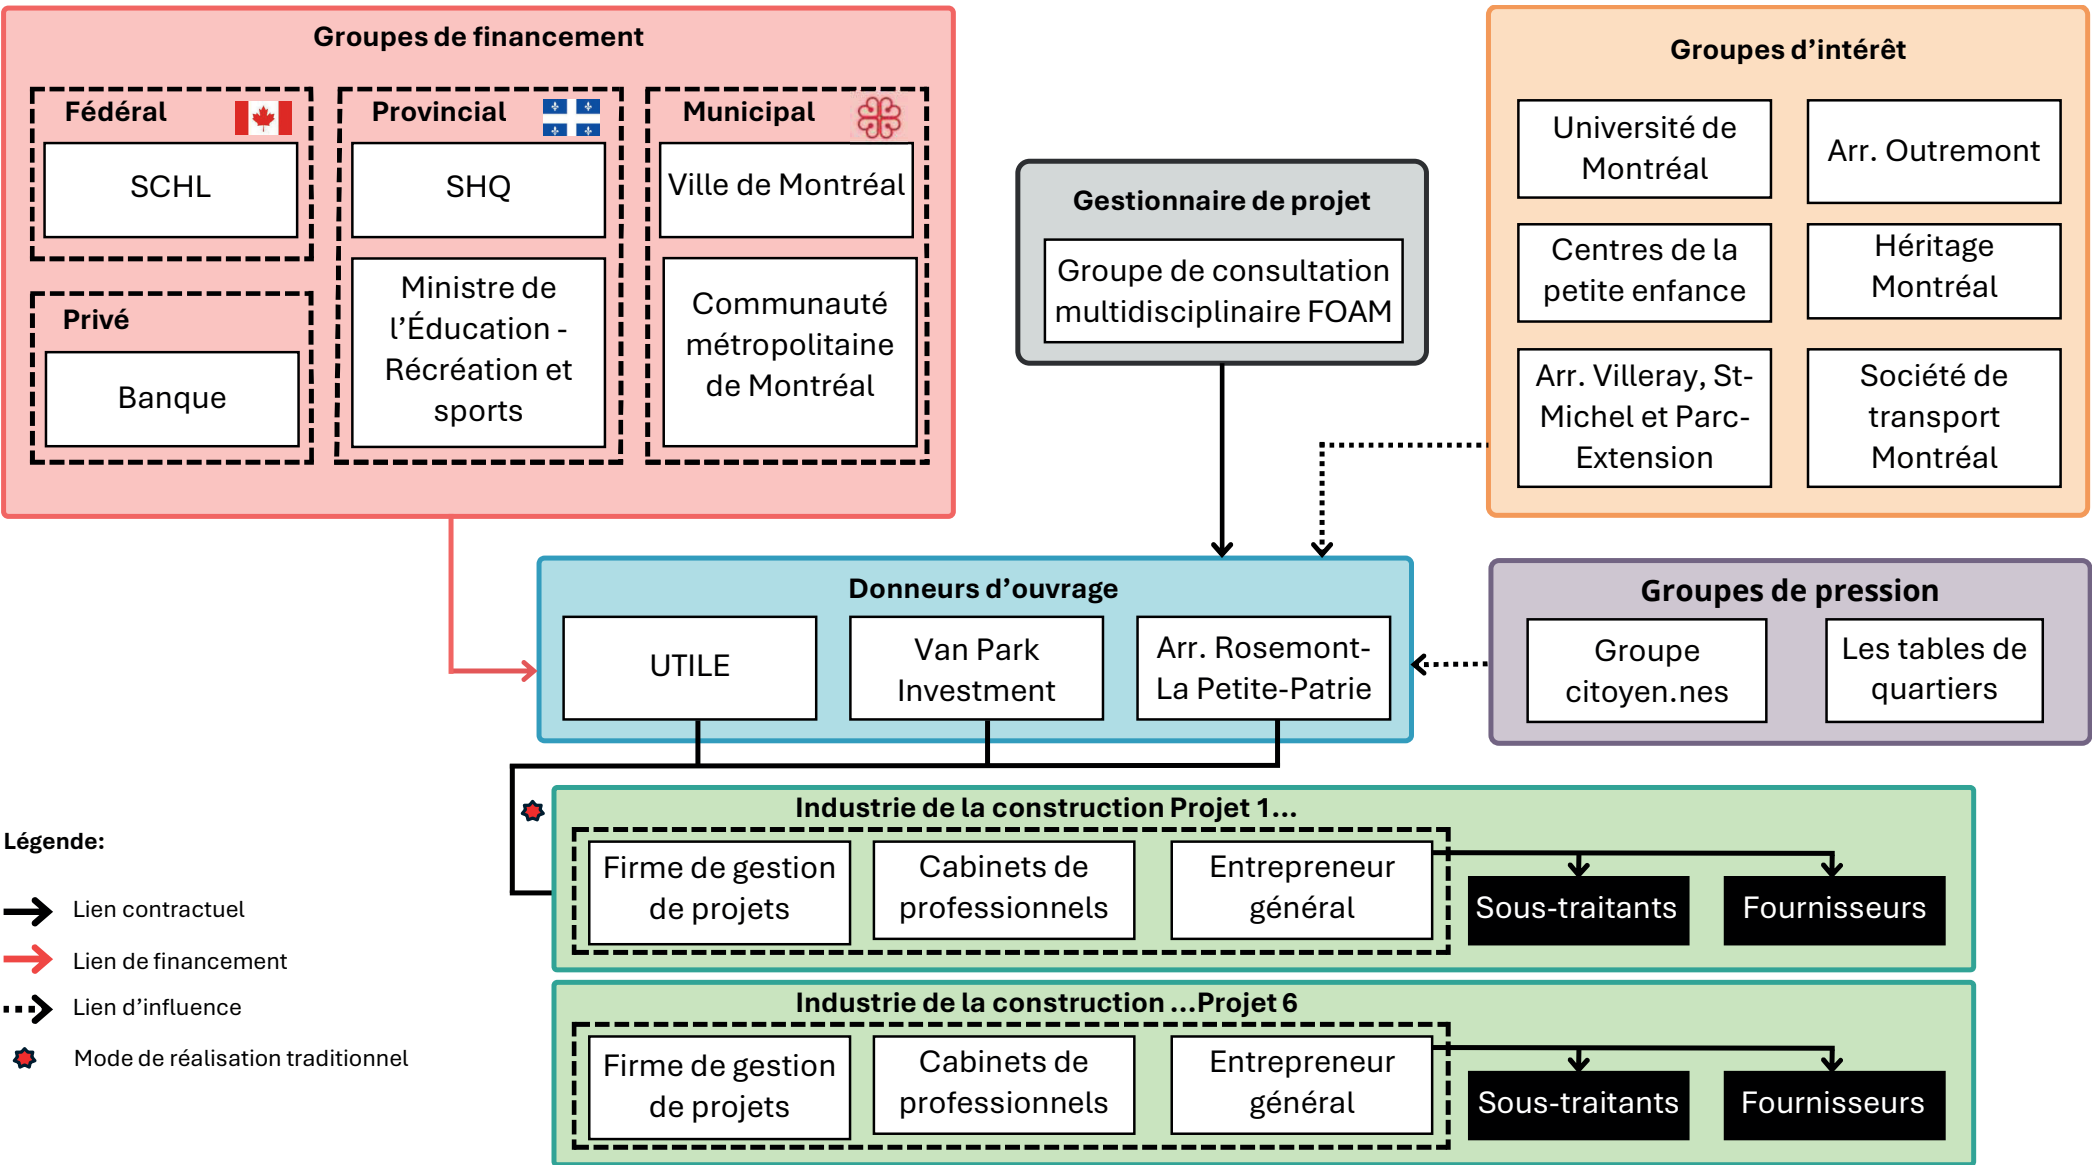 Groupes de financement
Fédéral
SCHL
Privé
Banque
Provincial
SHQ
Ministre de
l’Éducation -
Récréation et
sports
Municipal
Ville de Montréal
Communauté
métropolitaine
de Montréal
Gestionnaire de projet
Groupe de consultation
multidisciplinaire FOAM
Groupes d’intérêt
Université de
Montréal
Arr. Outremont
Centres de la
petite enfance
Héritage
Montréal
Arr. Villeray, St-
Michel et Parc-
Extension
Société de
transport
Montréal
Donneurs d’ouvrage
UTILE
Van Park
Investment
Arr. Rosemont-
La Petite-Patrie
Groupes de pression
Groupe
citoyen.nes
Les tables de
quartiers
Industrie de la construction Projet 1...
Firme de gestion
de projets
Cabinets de
professionnels
Entrepreneur
général
Sous-traitants
Fournisseurs
Industrie de la construction ...Projet 6
Firme de gestion
de projets
Cabinets de
professionnels
Entrepreneur
général
Sous-traitants
Fournisseurs
Légende:
Lien contractuel
Lien de financement
Lien d’influence
Mode de réalisation traditionnel